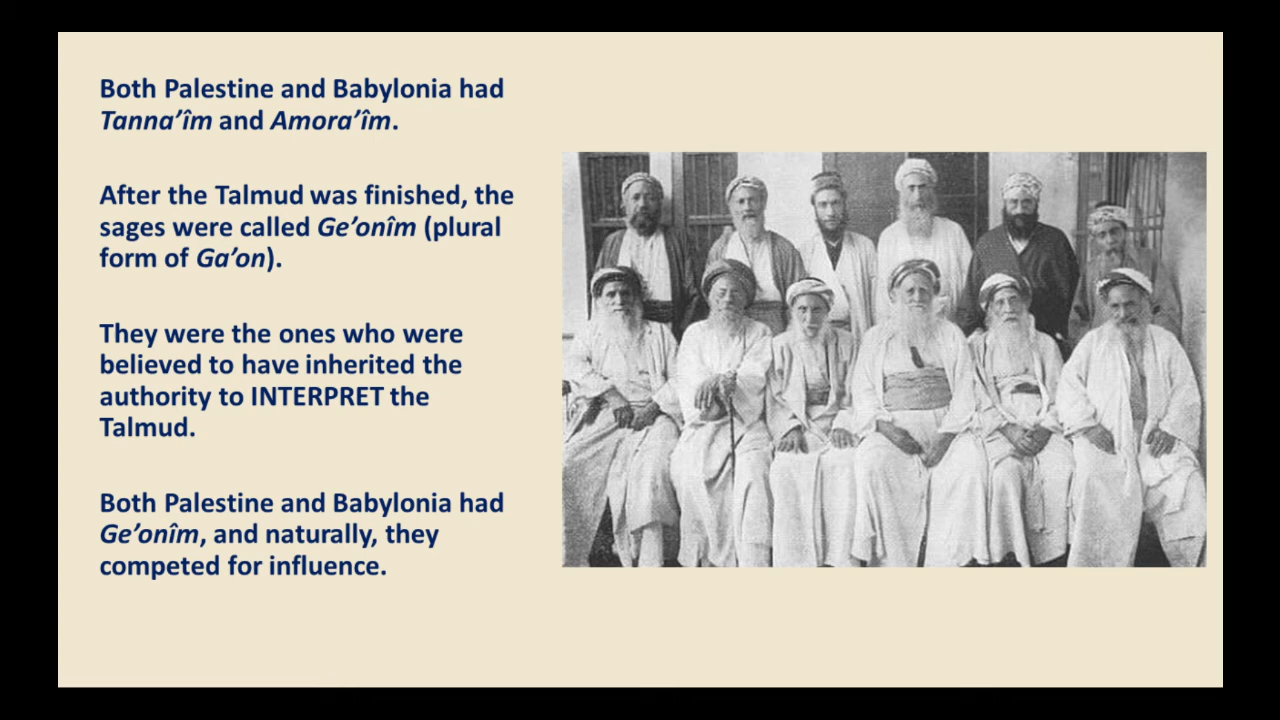 Both Palestine and Babylonia had
Tanna’îm and Amora’îm.
After the Talmud was finished, the
sages were called Ge’onîm (plural
form of Ga’on).
They were the ones who were
believed to have inherited the
authority to INTERPRET the
Talmud.
Both Palestine and Babylonia had
Ge’onîm, and naturally, they
competed for influence.